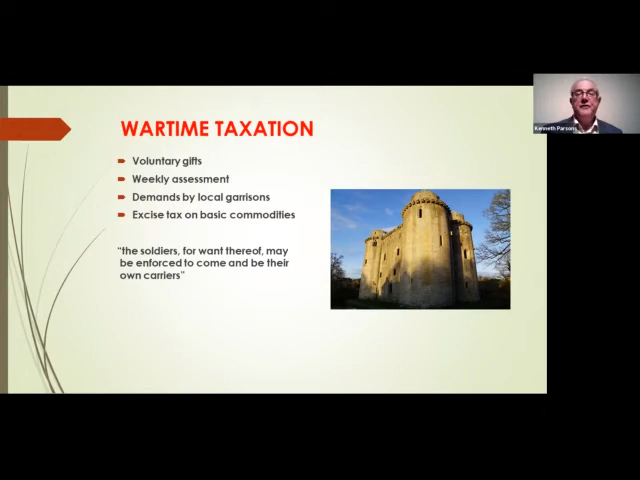 WARTIME TAXATION
Voluntary gifts
Weekly assessment
Demands by local garrisons
Excise tax on basic commodities
"the soldiers, for want thereof, may
be enforced to come and be their
own carriers"
Kenneth Parsons